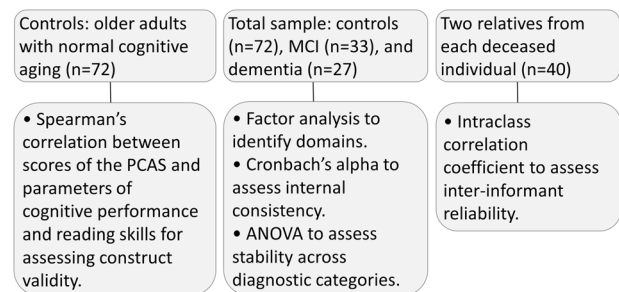 Controls: older adults
with normal cognitive
aging (n=72)
• Spearman's
correlation between
scores of the PCAS and
parameters of
cognitive performance
and reading skills for
assessing construct
validity.
Total sample: controls
(n=72), MCI (n=33), and
dementia (n=27)
• Factor analysis to
identify domains.
• Cronbach's alpha to
assess internal
consistency.
• ANOVA to assess
stability across
diagnostic categories.
Two relatives from
each deceased
individual (n=40)
• Intraclass
correlation
coefficient to assess
inter-informant
reliability.